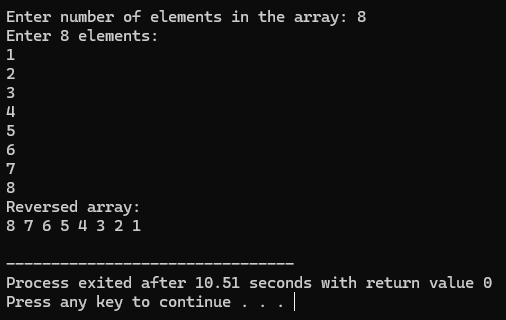 Enter number of elements in the array: 8
Enter 8 elements:
1
2
3
4
5
6
7
8
Reversed array:
8 7 6 5 4 3 2 1
--------------------------------
Process exited after 10.51 seconds with return value 0
Press any key to continue . . .